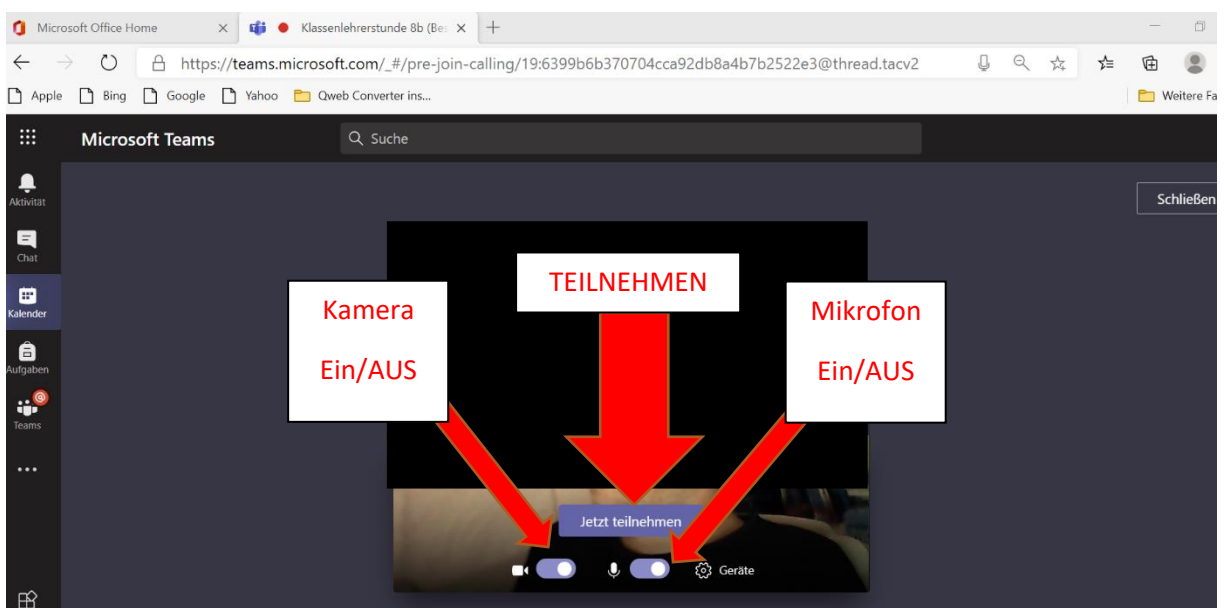 Microsoft Office Home
Klassenlehrerstunde 8b (Be
https://teams.microsoft.com/_#/pre-join-calling/19:6399b6b370704cca92db8a4b7b2522e3@thread.tacv2
Apple Bing Google Yahoo Qweb Converter ins... Weitere Fa
Microsoft Teams
Suche
Aktivität
Schließen
Chat
Kalender
Aufgaben
Teams
TEILNEHMEN
Kamera
Ein/AUS
Mikrofon
Ein/AUS
Jetzt teilnehmen
Geräte